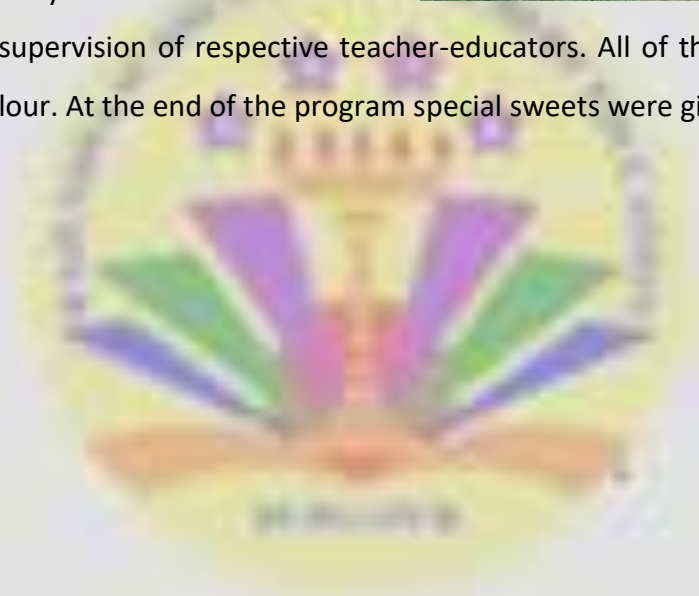 supervision of respective teacher-educators. All of th
lour. At the end of the program special sweets were gi